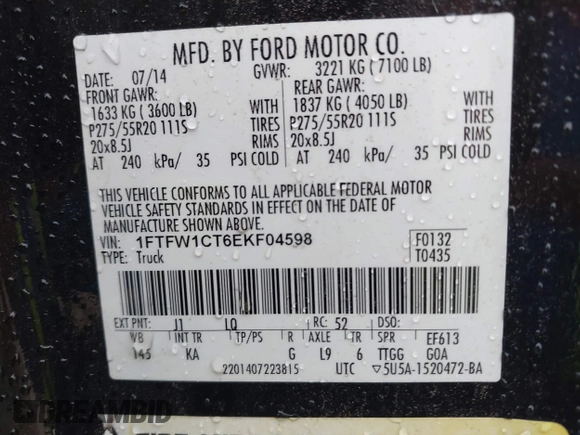 MFD. BY FORD MOTOR CO.
DATE: 07/14 GVWR: 3221 KG ( 7100 LB)
FRONT GAWR: REAR GAWR:
1633 KG ( 3600 LB) WITH 1837 KG ( 4050 LB) WITH
P275/55R20 111S TIRES P275/55R20 111S TIRES
20x8.5J RIMS 20x8.5J RIMS
AT 240 kPa/ 35 PSI COLD AT 240 kPa/ 35 PSI COLD
THIS VEHICLE CONFORMS TO ALL APPLICABLE FEDERAL MOTOR
VEHICLE SAFETY STANDARDS IN EFFECT ON THE DATE OF
MANUFACTURE SHOWN ABOVE.
VIN: 1FTFW1CT6EKF04598 F0132
TYPE: Truck T0435
EXT PNT: J1 LQ RC: 52 DSO:
WB INT TR TP/PS R AXLE TR SPR EF613
145 KA G L9 6 TTGG GOA
2201407223815 UTC ▽5U5A-1520472-BA
DREAMBID